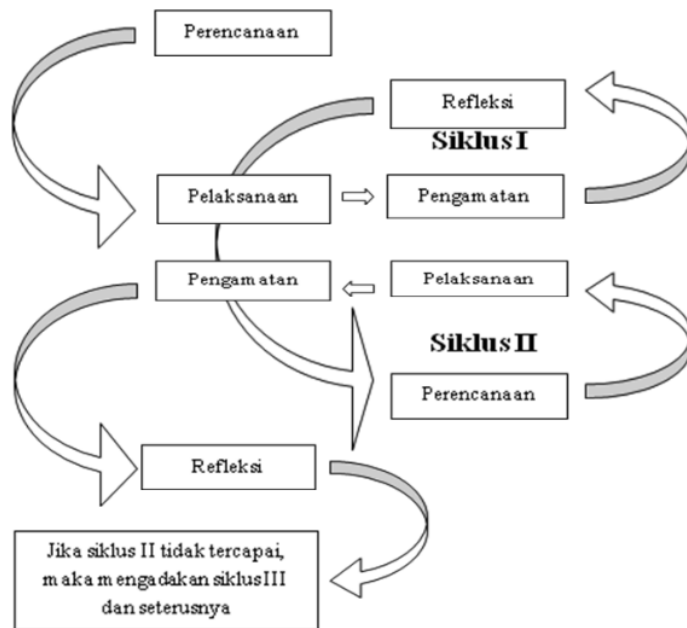 Perencanaan
Refleksi
Siklus I
Pelaksanaan
Pengamatan
Pengamatan
Pelaksanaan
Siklus II
Perencanaan
Refleksi
Jika siklus II tidak tercapai,
maka mengadakan siklus III
dan seterusnya